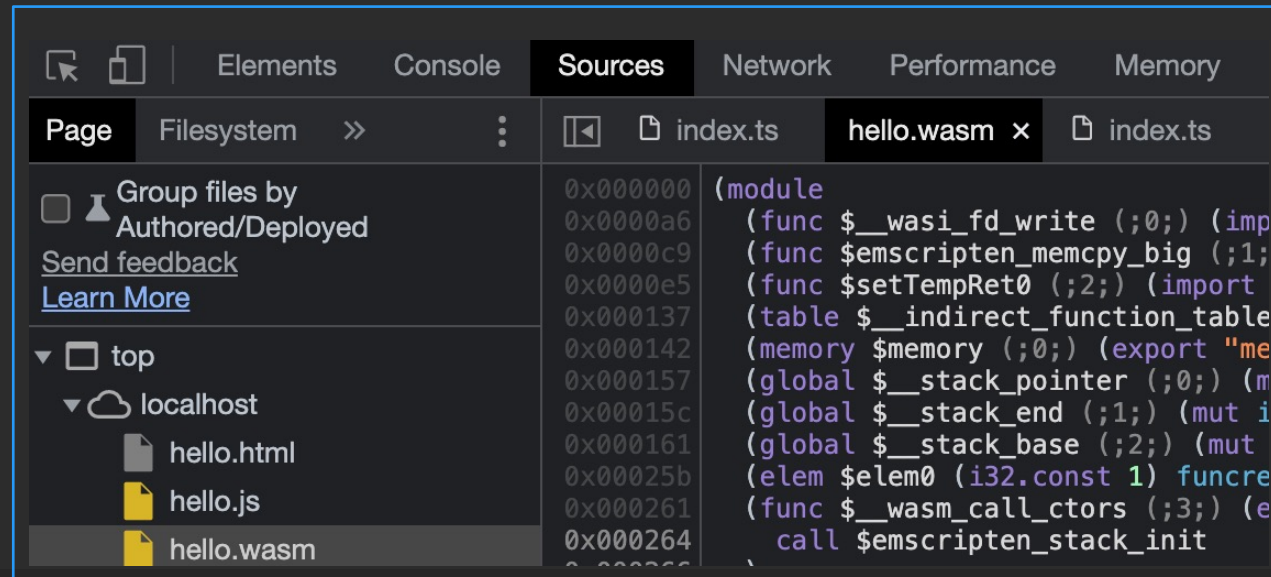 Elements Console Sources Network Performance Memory
Page Filesystem »
index.ts hello.wasm × index.ts
Group files by
Authored/Deployed
Send feedback
Learn More
top
localhost
hello.html
hello.js
hello.wasm
0x000000 (module
0x0000a6 (func $__wasi_fd_write (;0;) (imp
0x0000c9 (func $emscripten_memcpy_big (;1;
0x0000e5 (func $setTempRet0 (;2;) (import
0x000137 (table $__indirect_function_table
0x000142 (memory $memory (;0;) (export "me
0x000157 (global $__stack_pointer (;0;) (m
0x00015c (global $__stack_end (;1;) (mut i
0x000161 (global $__stack_base (;2;) (mut
0x00025b (elem $elem0 (i32.const 1) funcre
0x000261 (func $__wasm_call_ctors (;3;) (e
0x000264 call $emscripten_stack_init